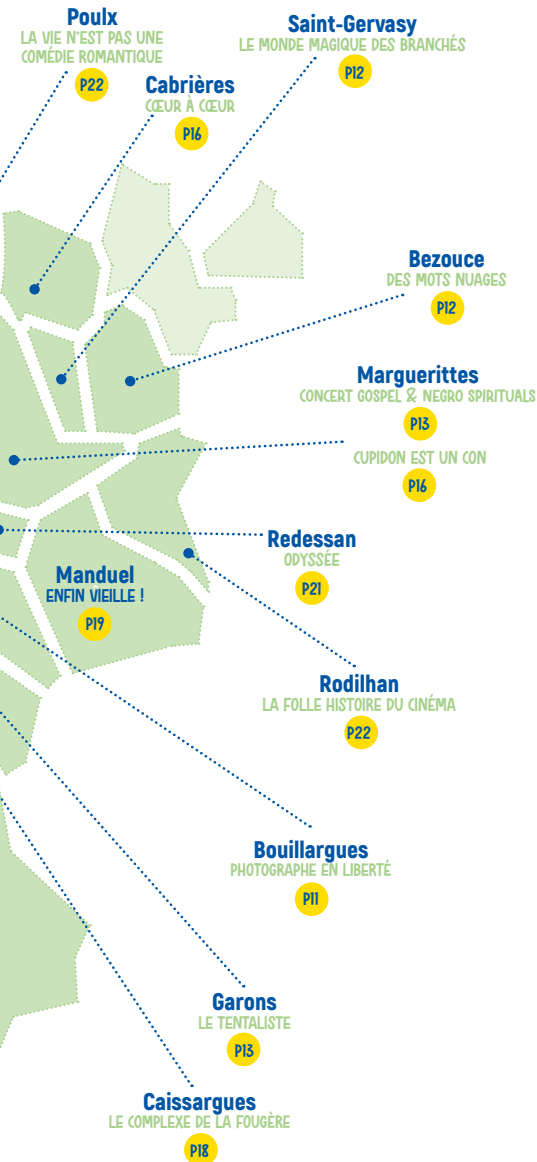 Poulx
LA VIE N'EST PAS UNE
COMÉDIE ROMANTIQUE
P22
Saint-Gervasy
LE MONDE MAGIQUE DES BRANCHÉS
P12
Cabrières
CŒUR À CŒUR
P16
Bezouce
DES MOTS NUAGES
P12
Marguerittes
CONCERT GOSPEL & NEGRO SPIRITUALS
P13
CUPIDON EST UN CON
P16
Redessan
ODYSSÉE
P21
Manduel
ENFIN VIEILLE !
P19
Rodilhan
LA FOLLE HISTOIRE DU CINÉMA
P22
Bouillargues
PHOTOGRAPHE EN LIBERTÉ
P11
Garons
LE TENTALISTE
P13
Caissargues
LE COMPLEXE DE LA FOUGÈRE
P18